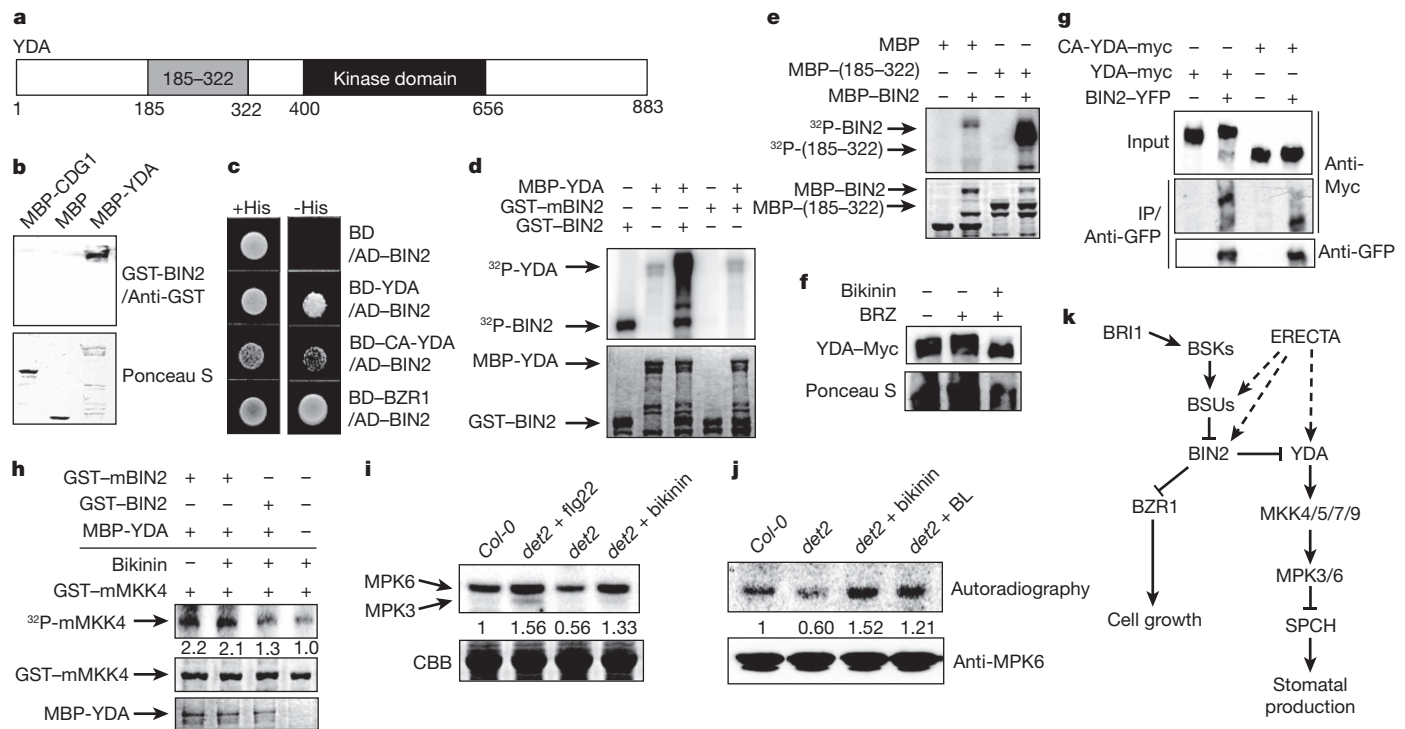 a
YDA
185–322
Kinase domain
1 185 322 400 656 883
b
MBP-CDG1
MBP
MBP-YDA
GST-BIN2
/Anti-GST
Ponceau S
c
+His -His
BD
/AD–BIN2
BD-YDA
/AD–BIN2
BD–CA-YDA
/AD–BIN2
BD–BZR1
/AD–BIN2
d
MBP-YDA – + + – +
GST–mBIN2 – – – + +
GST–BIN2 + – + – –
32P-YDA
32P-BIN2
MBP–YDA
GST–BIN2
e
MBP + + – –
MBP–(185–322) – – + +
MBP–BIN2 – + – +
32P-BIN2
32P-(185–322)
MBP–BIN2
MBP–(185–322)
f
Bikinin – – +
BRZ – + +
YDA–Myc
Ponceau S
g
CA-YDA–myc – – + +
YDA–myc + + – –
BIN2–YFP – + – +
Input
Anti-
Myc
IP/
Anti-GFP
Anti-GFP
h
GST–mBIN2 + + – –
GST–BIN2 – – + –
MBP-YDA + + + –
Bikinin – + + +
GST–mMKK4 + + + +
32P-mMKK4
2.2 2.1 1.3 1.0
GST–mMKK4
MBP-YDA
i
Col-0
det2 + flg22
det2
det2 + bikinin
MPK6
MPK3
1 1.56 0.56 1.33
CBB
j
Col-0
det2
det2 + bikinin
det2 + BL
Autoradiography
1 0.60 1.52 1.21
Anti-MPK6
k
BRI1
BSKs
ERECTA
BSUs
BIN2
YDA
BZR1
MKK4/5/7/9
MPK3/6
Cell growth
SPCH
Stomatal
production